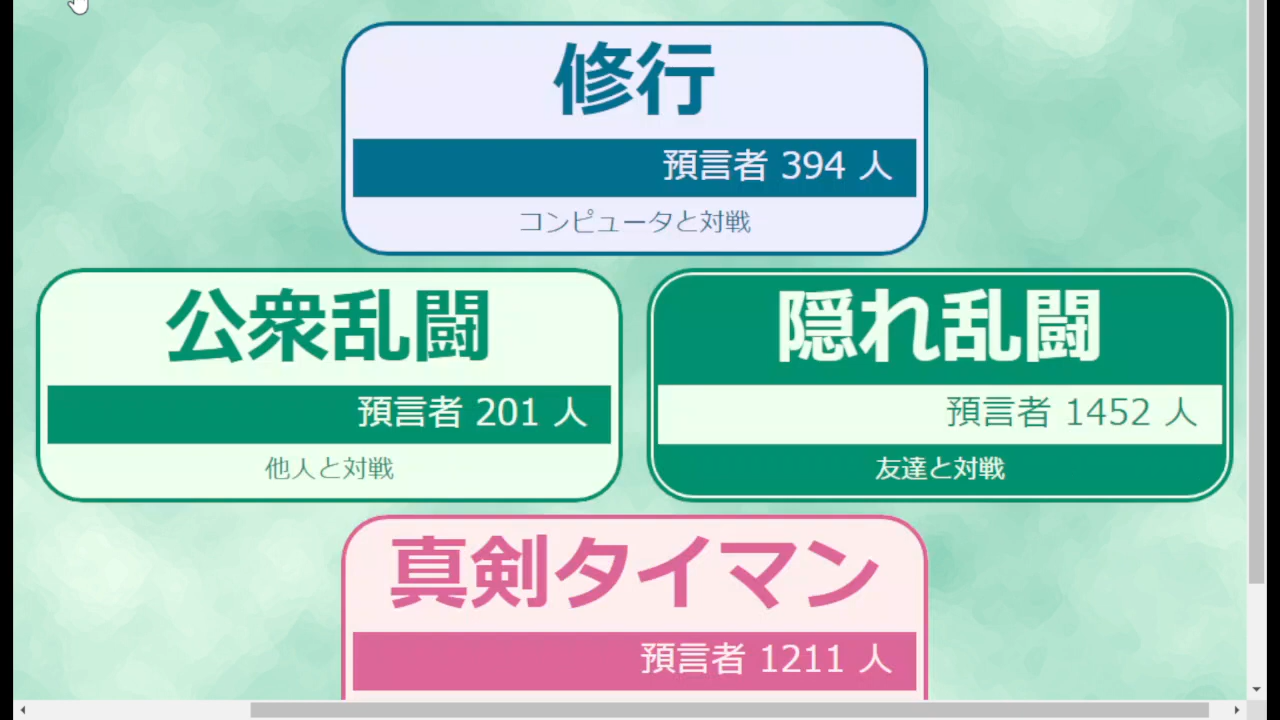 修行
預言者 394 人
コンピュータと対戦
公衆乱闘
預言者 201 人
他人と対戦
隠れ乱闘
預言者 1452 人
友達と対戦
真剣タイマン
預言者 1211 人